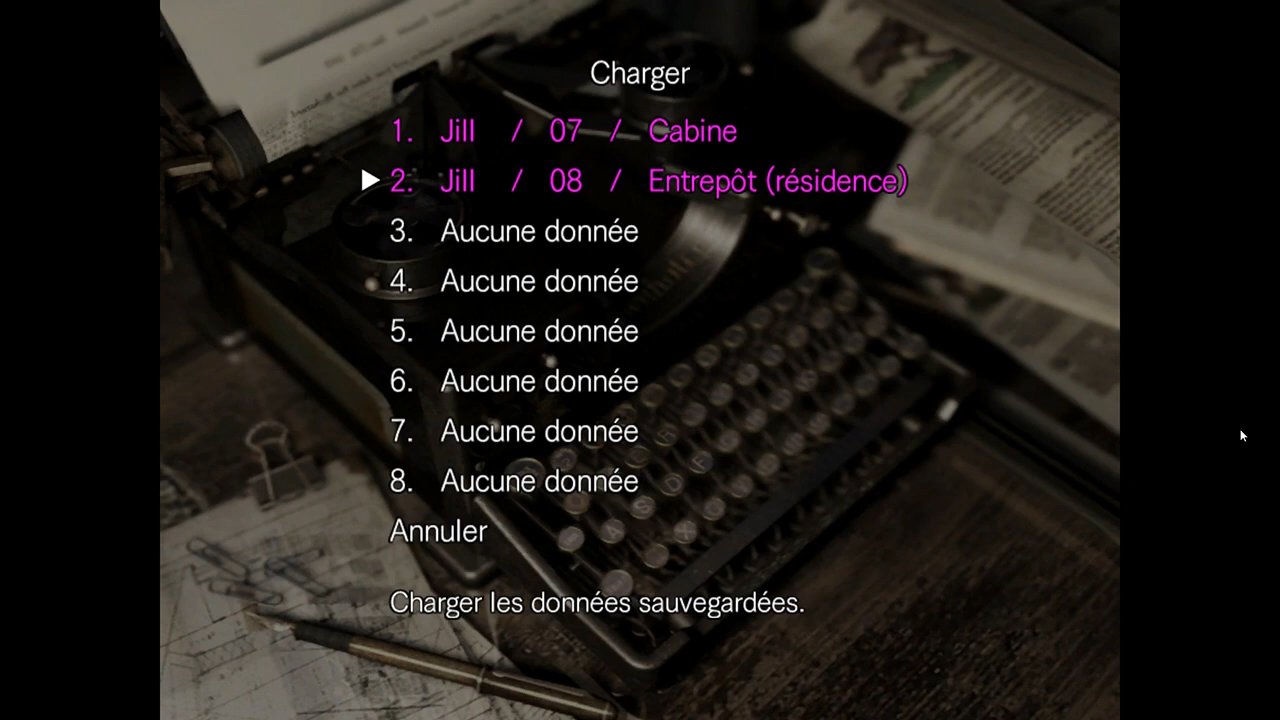 Charger
1. Jill / 07 / Cabine
2. Jill / 08 / Entrepôt (résidence)
3. Aucune donnée
4. Aucune donnée
5. Aucune donnée
6. Aucune donnée
7. Aucune donnée
8. Aucune donnée
Annuler
Charger les données sauvegardées.